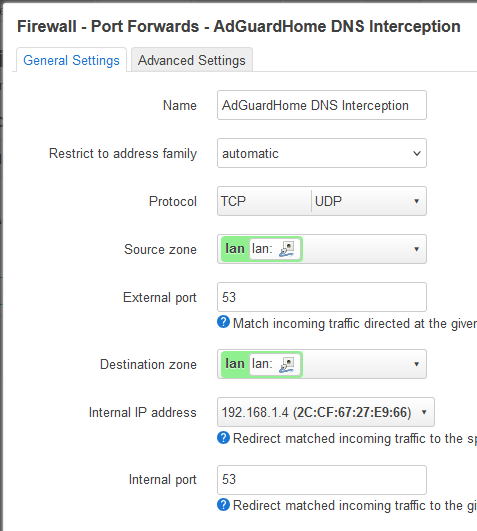 Firewall - Port Forwards - AdGuardHome DNS Interception
General Settings
Advanced Settings
Name
AdGuardHome DNS Interception
Restrict to address family
automatic
Protocol
TCP
UDP
Source zone
lan lan:
External port
53
Match incoming traffic directed at the given
Destination zone
lan lan:
Internal IP address
192.168.1.4 (2C:CF:67:27:E9:66)
Redirect matched incoming traffic to the
Internal port
53
Redirect matched incoming traffic to the